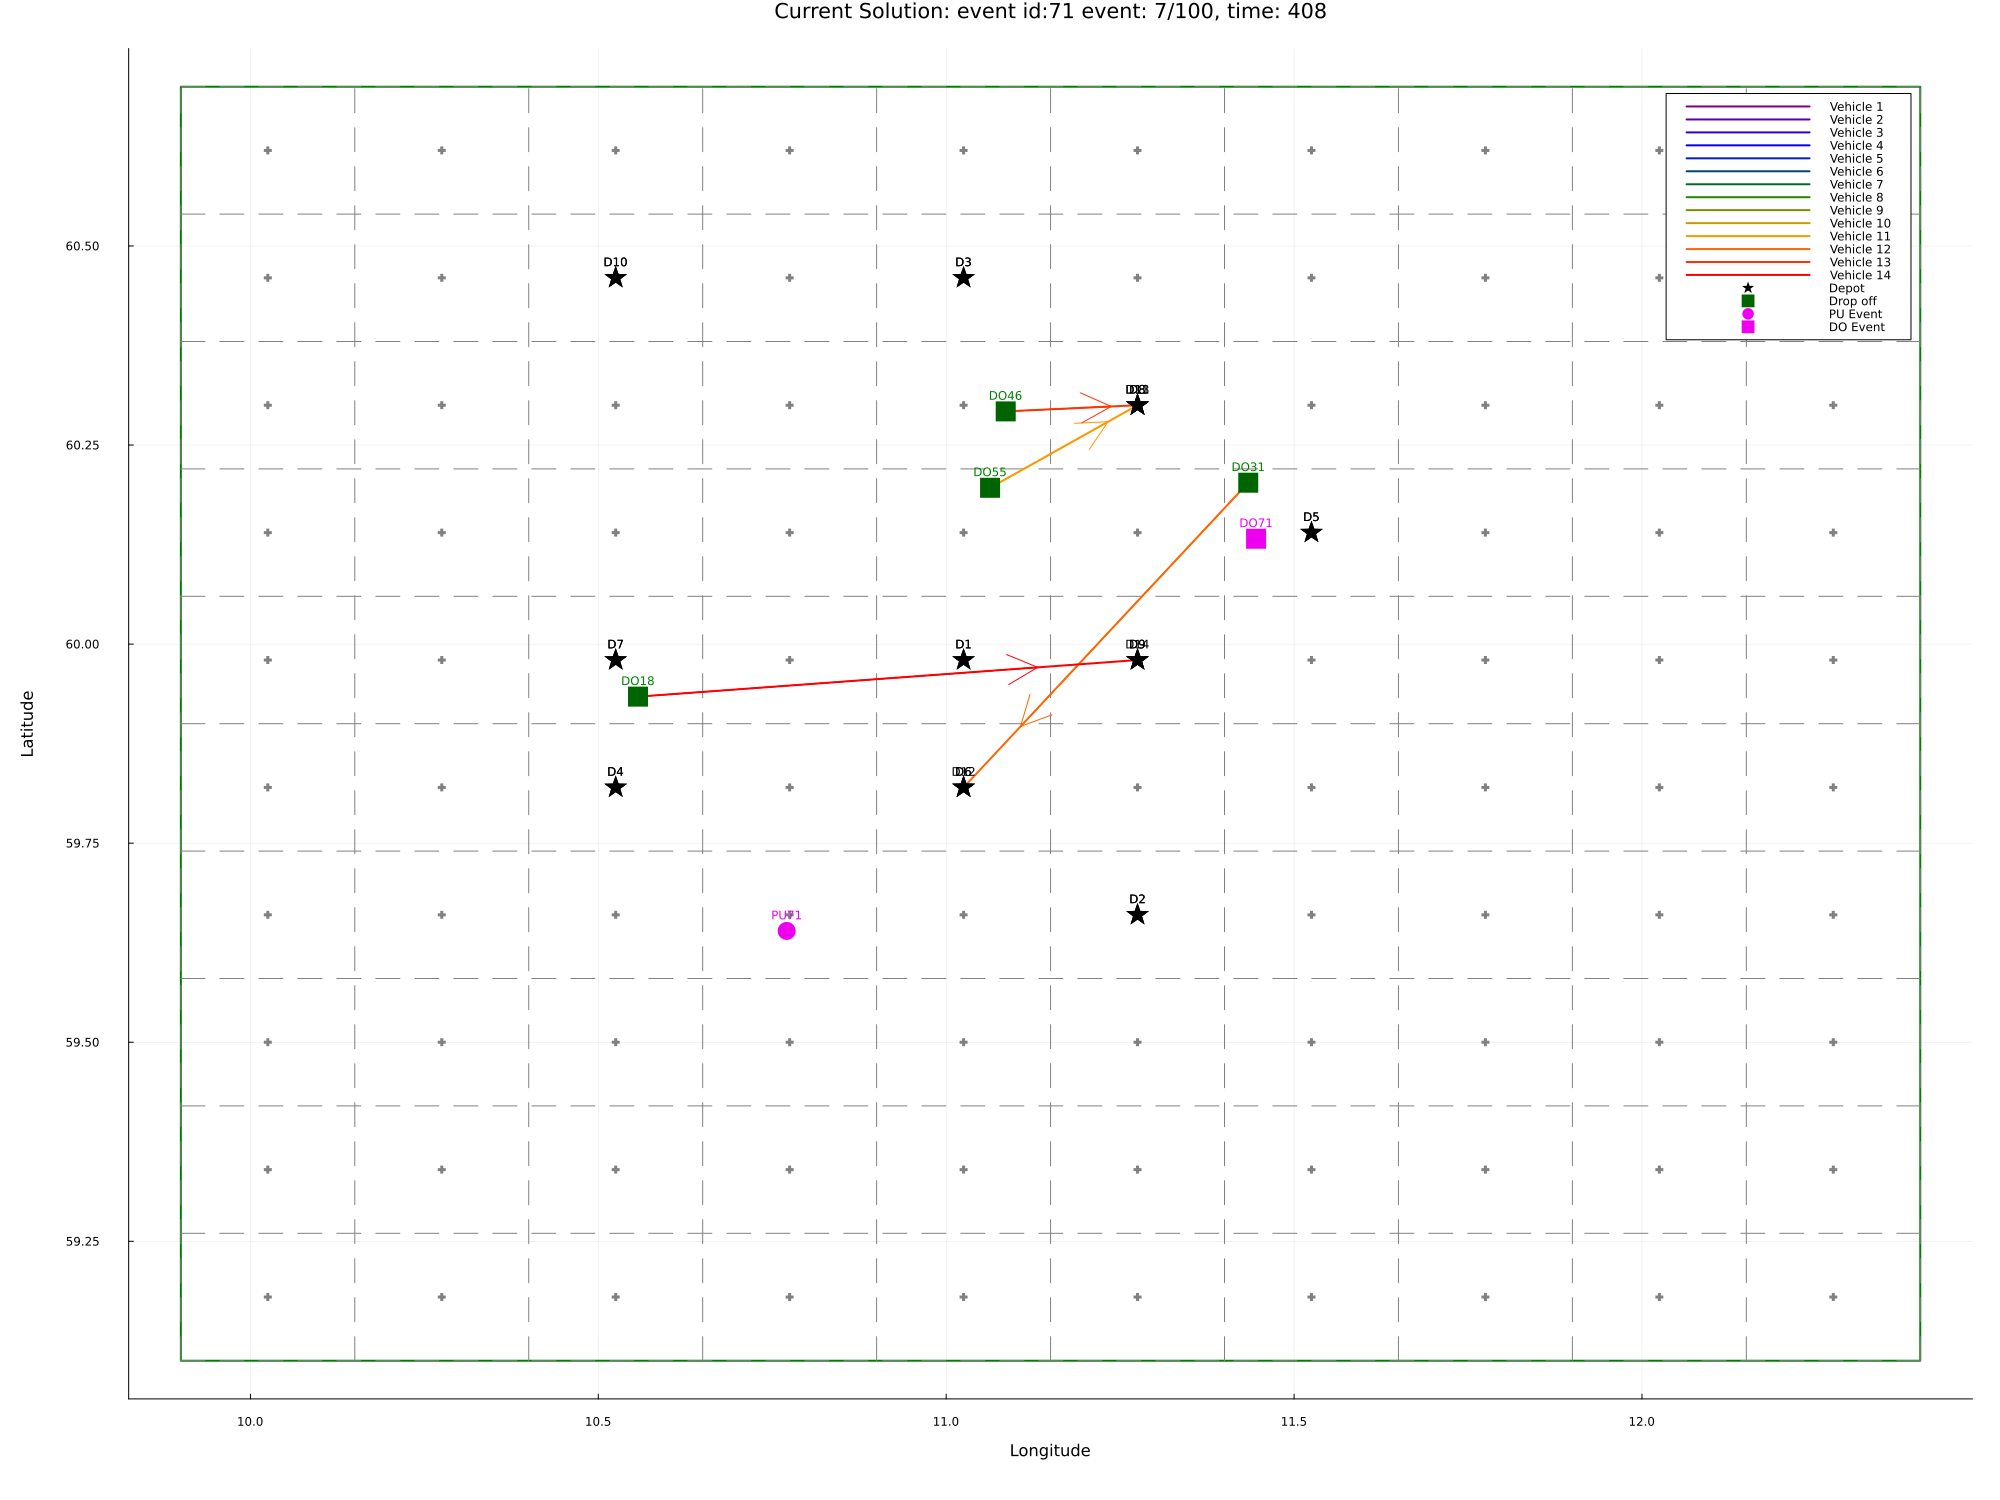 Current Solution: event id:71 event: 7/100, time: 408
Vehicle 1
Vehicle 2
Vehicle 3
Vehicle 4
Vehicle 5
Vehicle 6
Vehicle 7
Vehicle 8
Vehicle 9
Vehicle 10
Vehicle 11
Vehicle 12
Vehicle 13
Vehicle 14
Depot
Drop off
PU Event
DO Event
60.50
60.25
60.00
59.75
59.50
59.25
Latitude
D10
D3
DO46
DO55
DO31
DO71
D5
D7
D1
DO18
D4
PU71
D2
10.0
10.5
11.0
11.5
12.0
Longitude